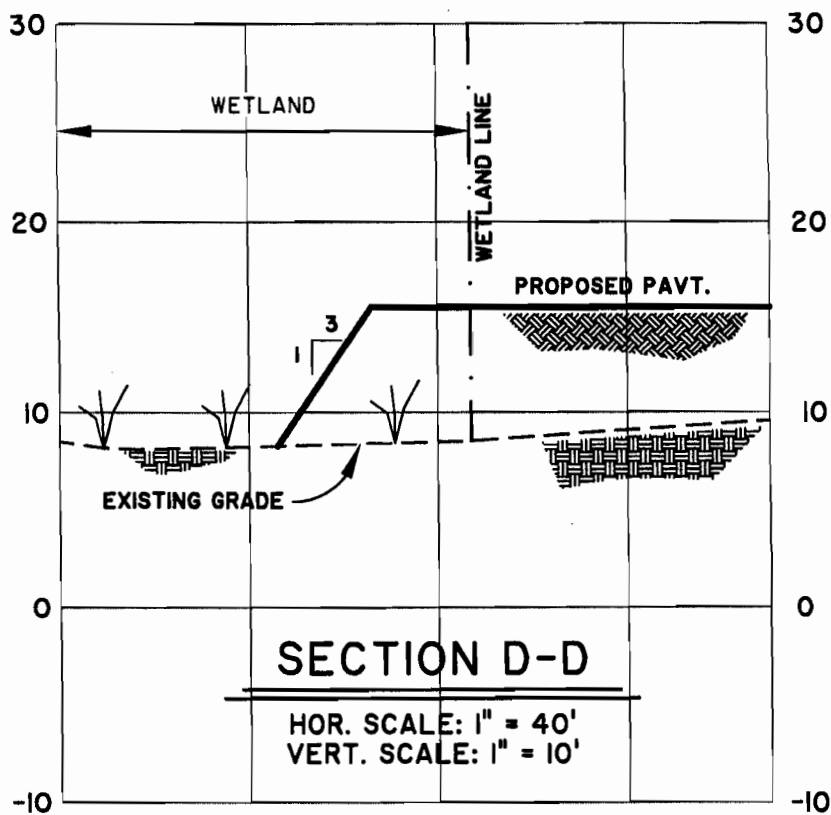 30 30
WETLAND
WETLAND LINE
20 20
PROPOSED PAVT.
3
1
10 10
EXISTING GRADE
0 0
SECTION D-D
HOR. SCALE: 1" = 40'
VERT. SCALE: 1" = 10'
-10 -10